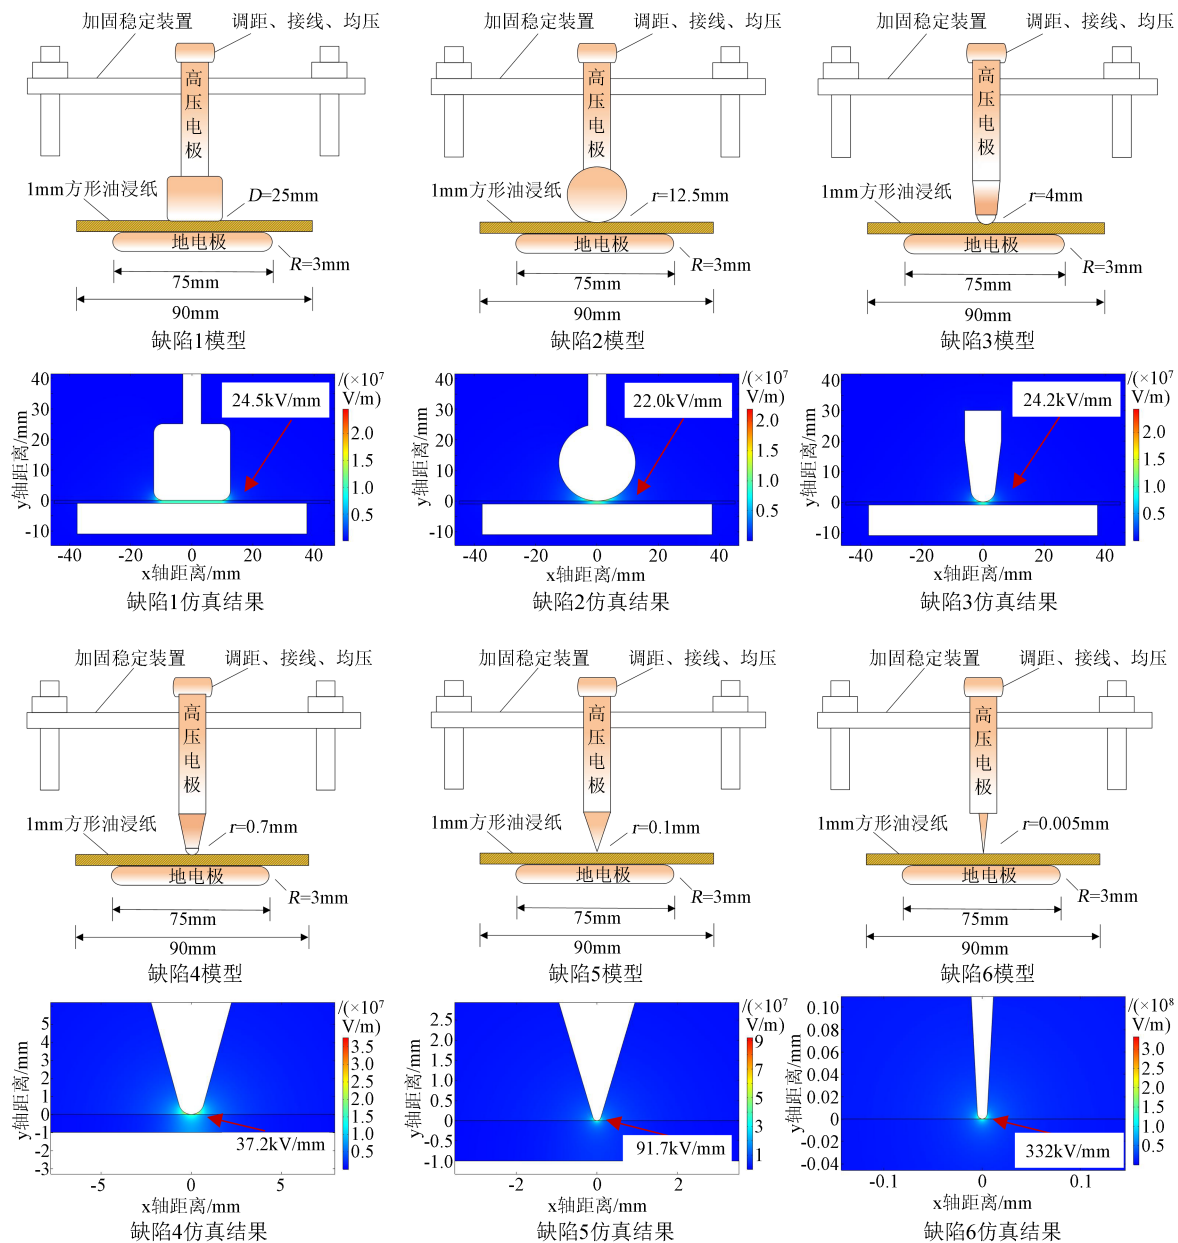 加固稳定装置
调距、接线、均压
加固稳定装置
调距、接线、均压
加固稳定装置
调距、接线、均压
高压电极
高压电极
高压电极
1mm方形油浸纸
D=25mm
1mm方形油浸纸
r=12.5mm
1mm方形油浸纸
r=4mm
地电极
R=3mm
地电极
R=3mm
地电极
R=3mm
75mm
75mm
75mm
90mm
90mm
90mm
缺陷1模型
缺陷2模型
缺陷3模型
y轴距离/mm
40
30
20
10
0
-10
24.5kV/mm
/(×10⁷
V/m)
2.0
1.5
1.0
0.5
-40 -20 0 20 40
x轴距离/mm
缺陷1仿真结果
y轴距离/mm
40
30
20
10
0
-10
22.0kV/mm
/(×10⁷
V/m)
2.0
1.5
1.0
0.5
-40 -20 0 20 40
x轴距离/mm
缺陷2仿真结果
y轴距离/mm
40
30
20
10
0
-10
24.2kV/mm
/(×10⁷
V/m)
2.0
1.5
1.0
0.5
-40 -20 0 20 40
x轴距离/mm
缺陷3仿真结果
加固稳定装置
调距、接线、均压
加固稳定装置
调距、接线、均压
加固稳定装置
调距、接线、均压
高压电极
高压电极
高压电极
1mm方形油浸纸
r=0.7mm
1mm方形油浸纸
r=0.1mm
1mm方形油浸纸
r=0.005mm
地电极
R=3mm
地电极
R=3mm
地电极
R=3mm
75mm
75mm
75mm
90mm
90mm
90mm
缺陷4模型
缺陷5模型
缺陷6模型
y轴距离/mm
5
4
3
2
1
0
-1
-2
-3
37.2kV/mm
/(×10⁷
V/m)
3.5
3.0
2.5
2.0
1.5
1.0
0.5
-5 0 5
x轴距离/mm
缺陷4仿真结果
y轴距离/mm
2.5
2.0
1.5
1.0
0.5
0
-0.5
-1.0
91.7kV/mm
/(×10⁷
V/m)
9
7
5
3
1
-2 0 2
x轴距离/mm
缺陷5仿真结果
y轴距离/mm
0.10
0.08
0.06
0.04
0.02
0
-0.02
-0.04
332kV/mm
/(×10⁸
V/m)
3.0
2.5
2.0
1.5
1.0
0.5
-0.1 0 0.1
x轴距离/mm
缺陷6仿真结果